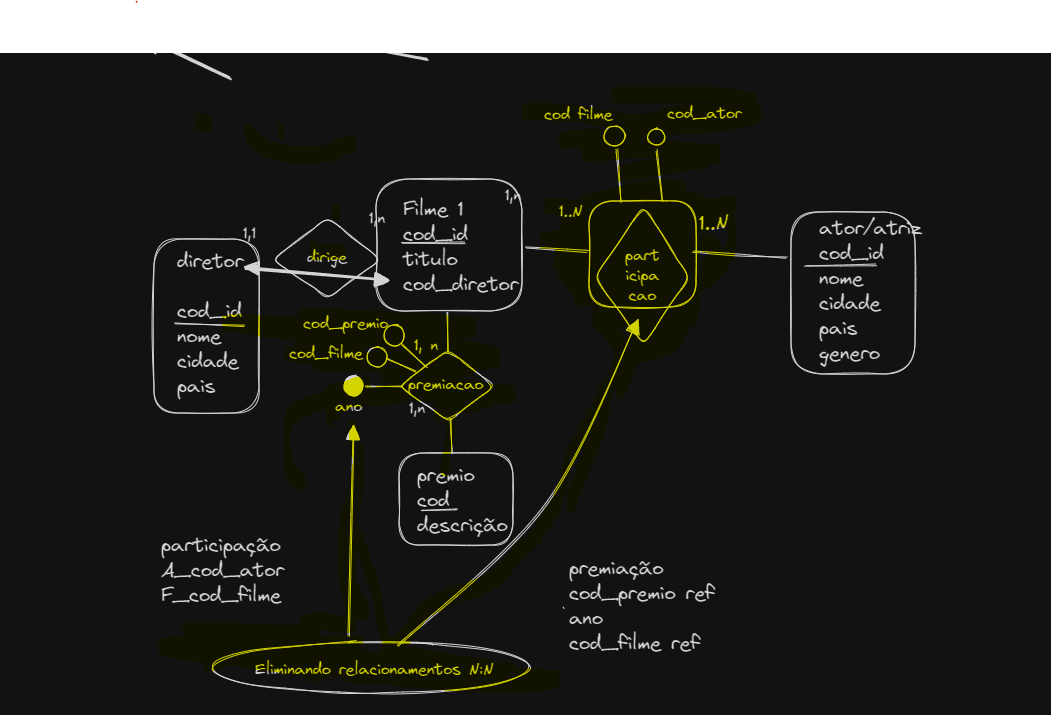 cod filme
cod_ator
1,n
1..N
1..N
1,n
Filme 1
cod_id
titulo
cod_diretor
1,1
diretor
cod_id
nome
cidade
pais
dirige
part
icipa
cao
ator/atriz
cod_id
nome
cidade
pais
genero
cod_premio
1, n
cod_filme
premiacao
ano
1,n
premio
cod
descrição
participação
A_cod_ator
F_cod_filme
premiação
cod_premio ref
ano
cod_filme ref
Eliminando relacionamentos N:N